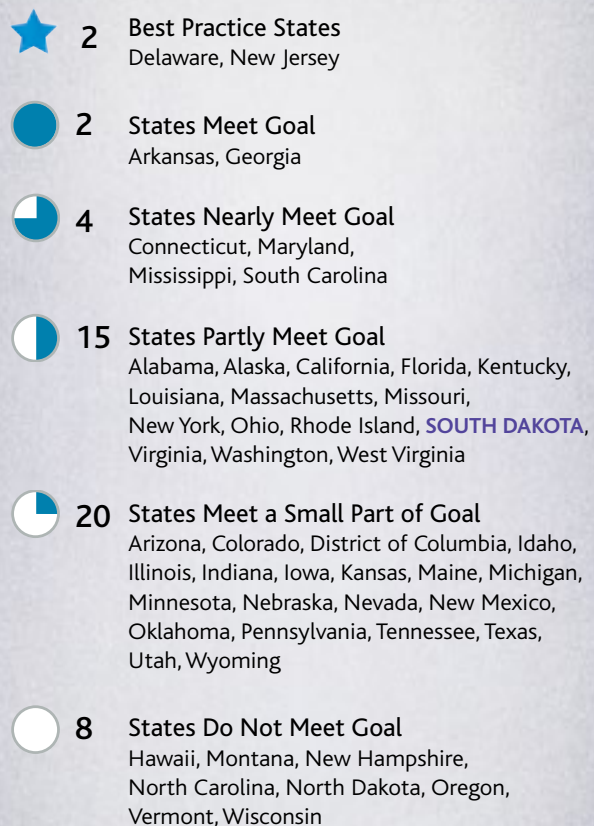 2 Best Practice States
Delaware, New Jersey
2 States Meet Goal
Arkansas, Georgia
4 States Nearly Meet Goal
Connecticut, Maryland,
Mississippi, South Carolina
15 States Partly Meet Goal
Alabama, Alaska, California, Florida, Kentucky,
Louisiana, Massachusetts, Missouri,
New York, Ohio, Rhode Island, SOUTH DAKOTA,
Virginia, Washington, West Virginia
20 States Meet a Small Part of Goal
Arizona, Colorado, District of Columbia, Idaho,
Illinois, Indiana, Iowa, Kansas, Maine, Michigan,
Minnesota, Nebraska, Nevada, New Mexico,
Oklahoma, Pennsylvania, Tennessee, Texas,
Utah, Wyoming
8 States Do Not Meet Goal
Hawaii, Montana, New Hampshire,
North Carolina, North Dakota, Oregon,
Vermont, Wisconsin